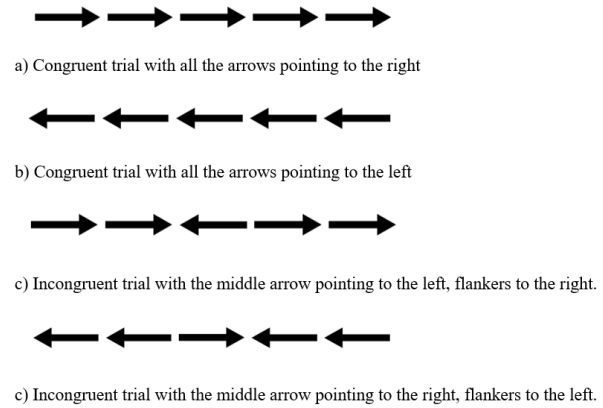 a) Congruent trial with all the arrows pointing to the right
b) Congruent trial with all the arrows pointing to the left
c) Incongruent trial with the middle arrow pointing to the left, flankers to the right.
c) Incongruent trial with the middle arrow pointing to the right, flankers to the left.